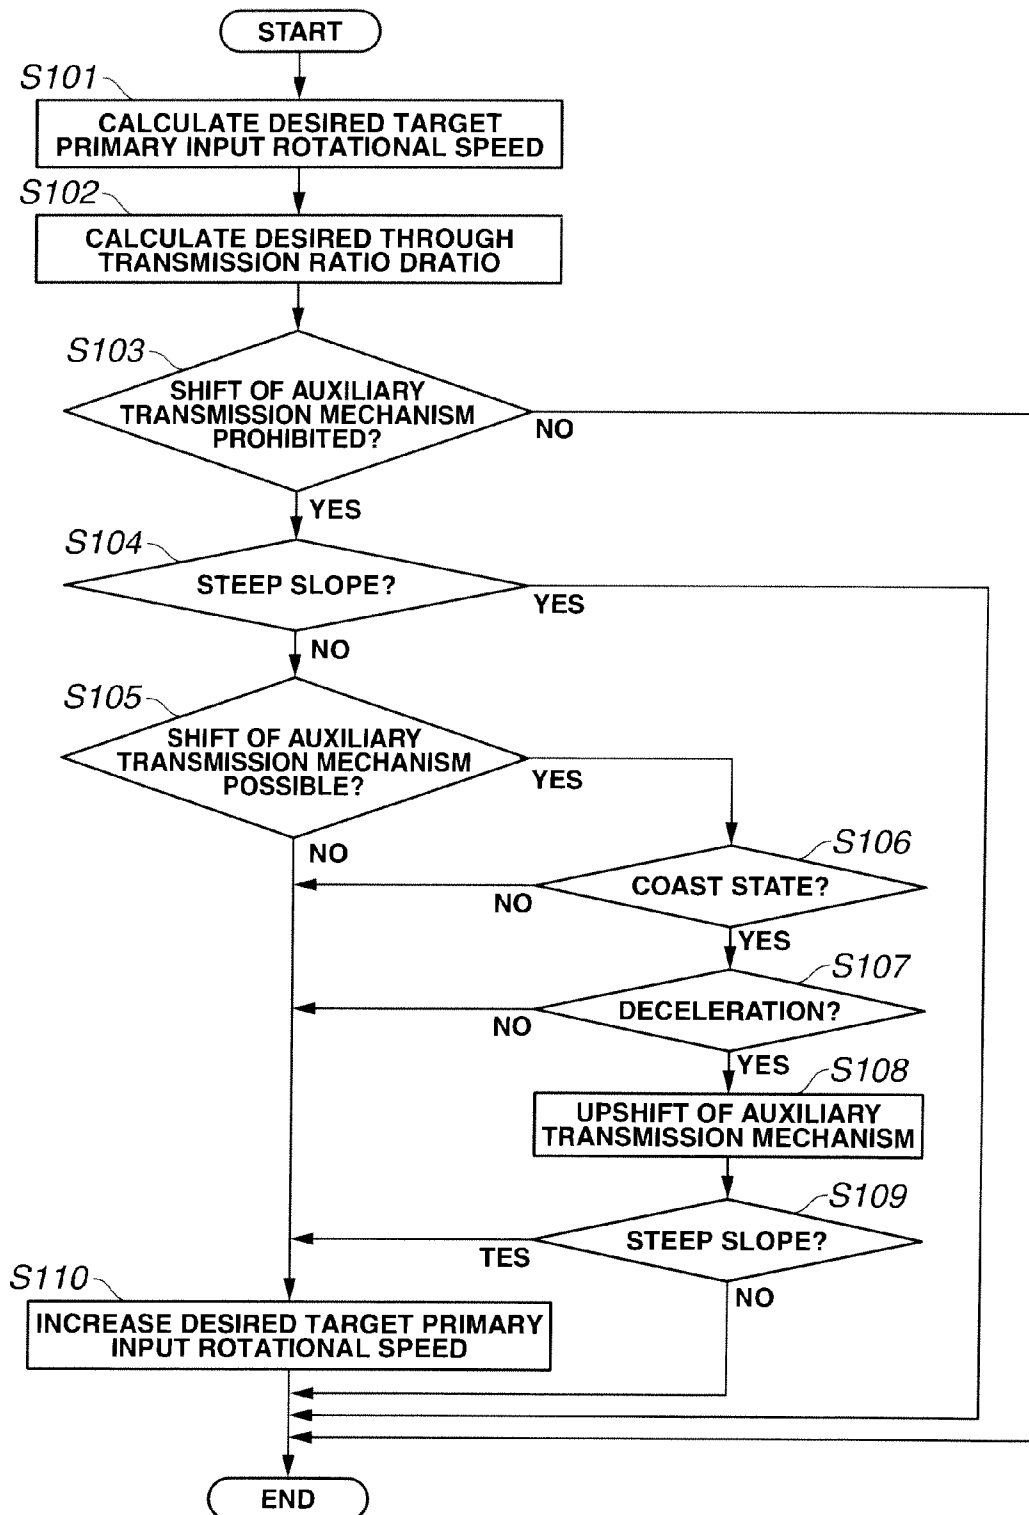 START
S101
CALCULATE DESIRED TARGET
PRIMARY INPUT ROTATIONAL SPEED
S102
CALCULATE DESIRED THROUGH
TRANSMISSION RATIO DRATIO
S103
SHIFT OF AUXILIARY
TRANSMISSION MECHANISM
PROHIBITED?
NO
YES
S104
STEEP SLOPE?
YES
NO
S105
SHIFT OF AUXILIARY
TRANSMISSION MECHANISM
POSSIBLE?
YES
NO
S106
COAST STATE?
NO
YES
S107
DECELERATION?
NO
YES
S108
UPSHIFT OF AUXILIARY
TRANSMISSION MECHANISM
S109
STEEP SLOPE?
TES
NO
S110
INCREASE DESIRED TARGET PRIMARY
INPUT ROTATIONAL SPEED
END